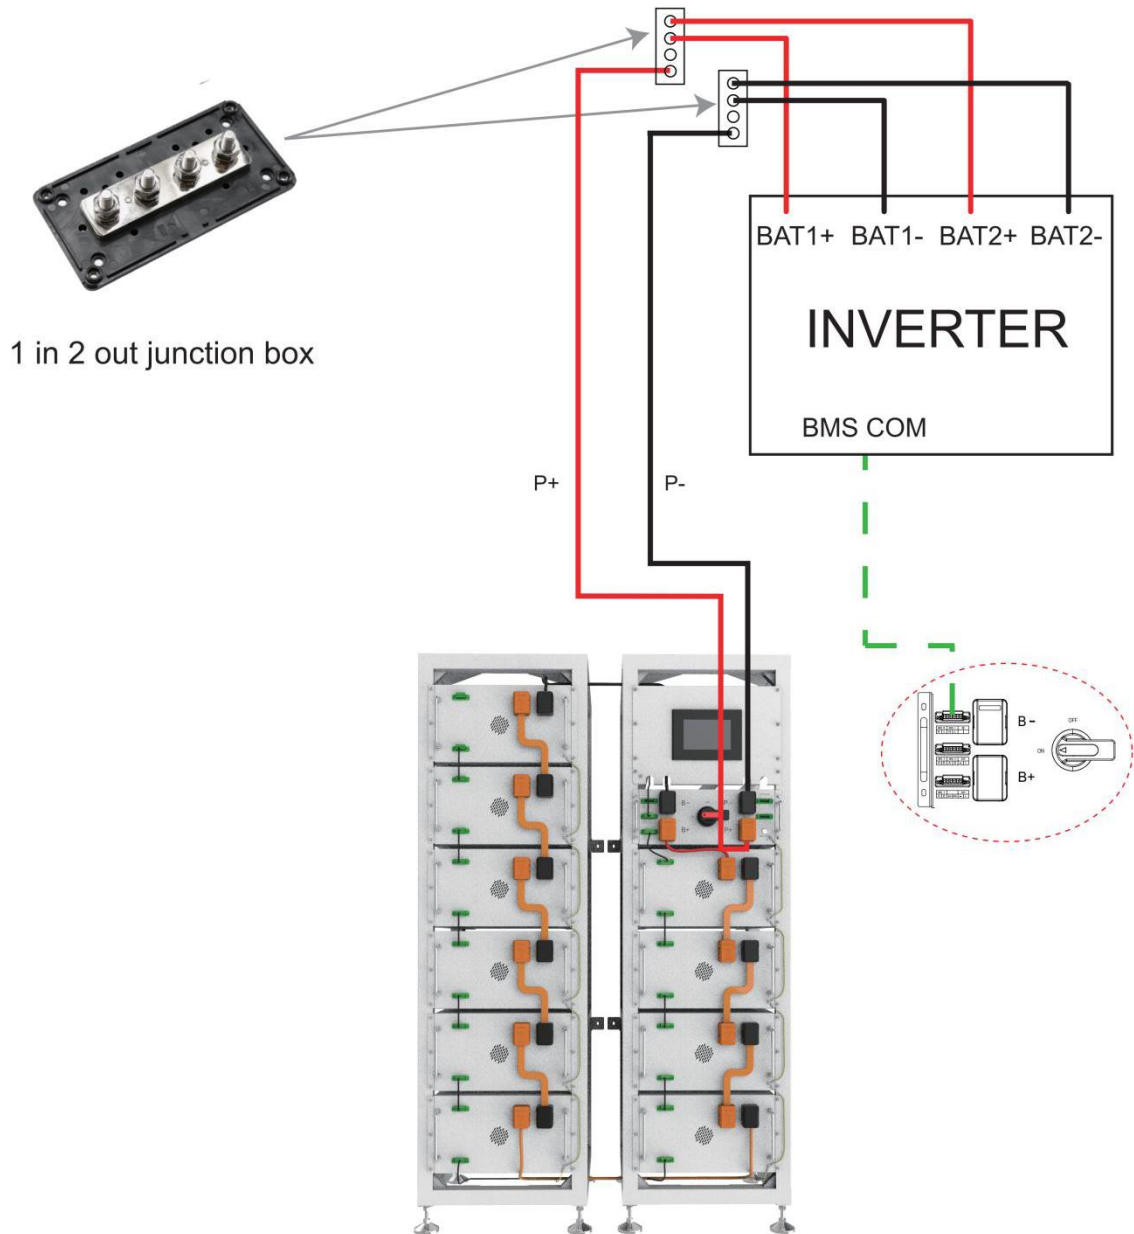 BAT1+ BAT1- BAT2+ BAT2-
INVERTER
1 in 2 out junction box
BMS COM
P+
P-
B-
OFF
ON
B+
B-
B+